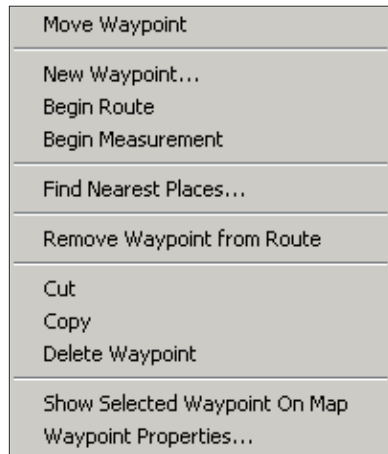 Move Waypoint
New Waypoint...
Begin Route
Begin Measurement
Find Nearest Places...
Remove Waypoint from Route
Cut
Copy
Delete Waypoint
Show Selected Waypoint On Map
Waypoint Properties...